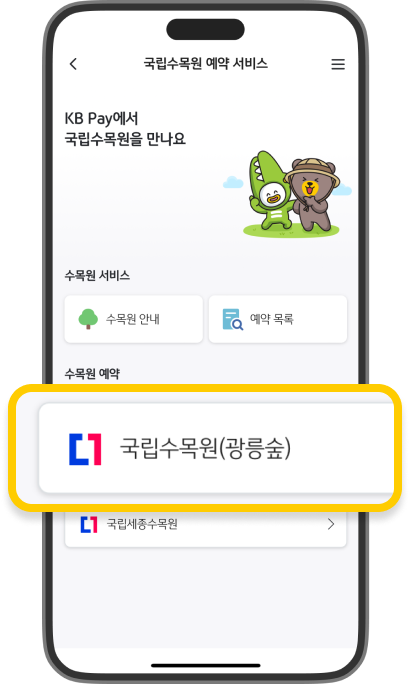 국립수목원 예약 서비스
KB Pay에서
국립수목원을 만나요
수목원 서비스
수목원 안내
예약 목록
수목원 예약
국립수목원(광릉숲)
국립세종수목원